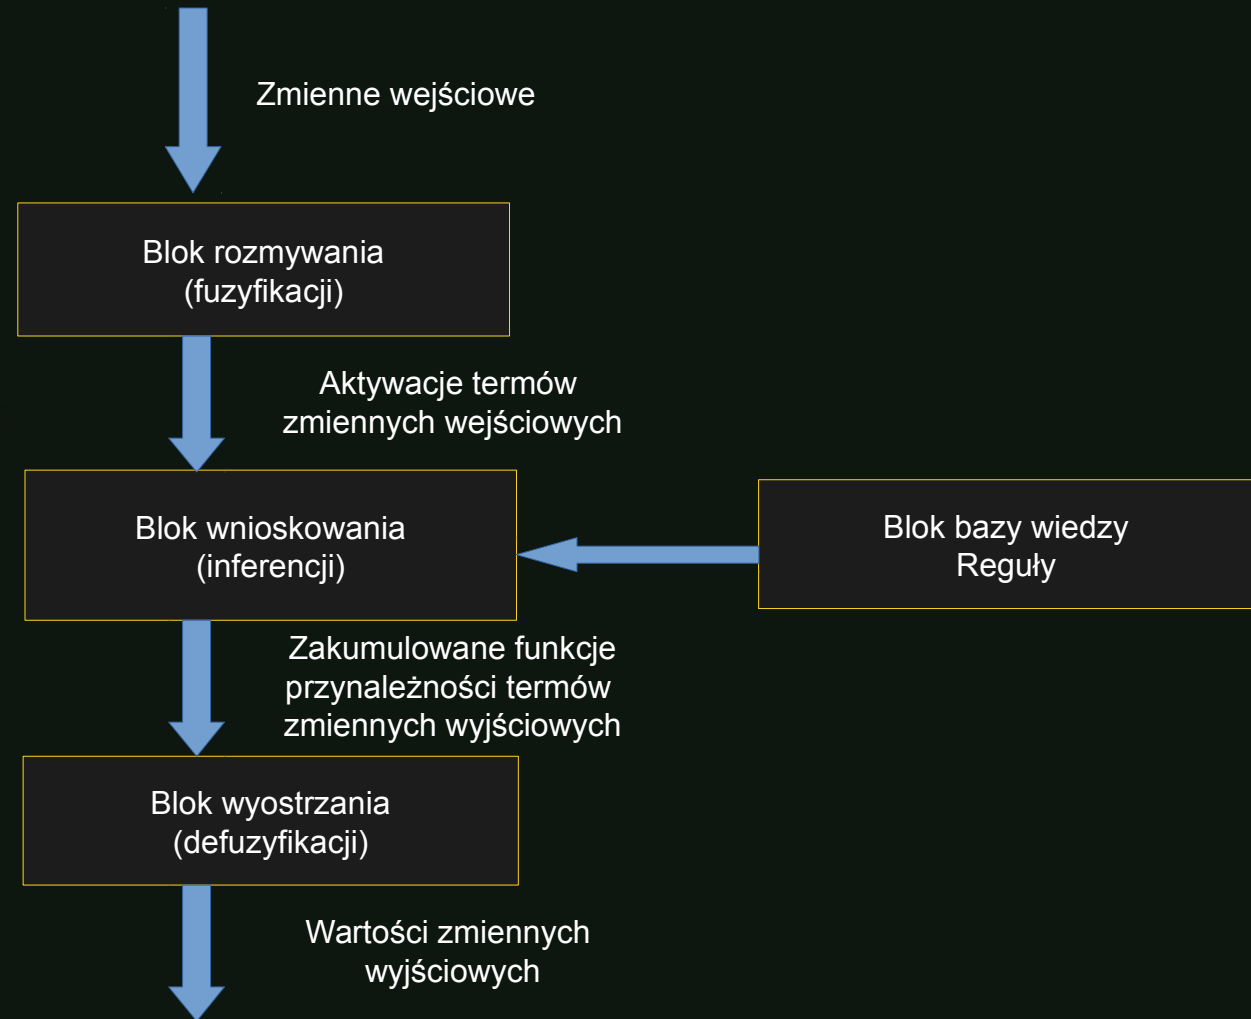 Zmienne wejściowe
Blok rozmywania
(fuzyfikacji)
Aktywacje termów
zmiennych wejściowych
Blok wnioskowania
(inferencji)
Blok bazy wiedzy
Reguły
Zakumulowane funkcje
przynależności termów
zmiennych wyjściowych
Blok wyostrzania
(defuzyfikacji)
Wartości zmiennych
wyjściowych